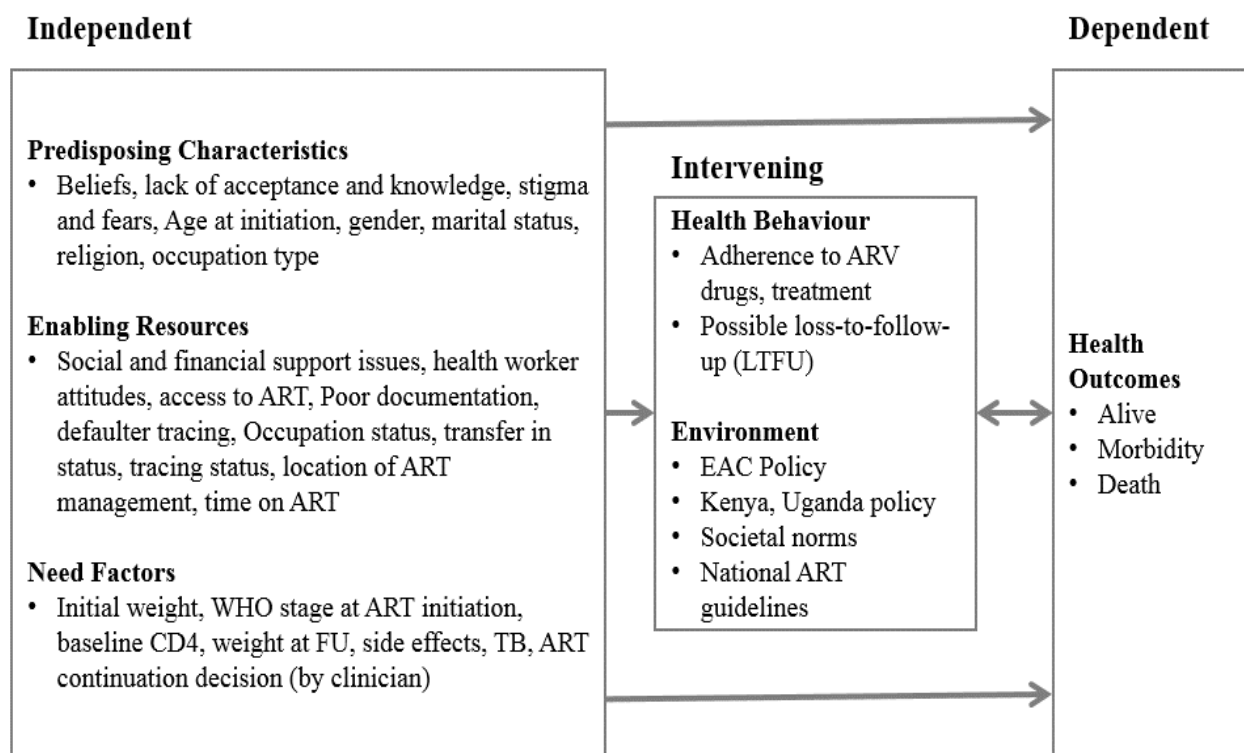 Independent
Predisposing Characteristics
• Beliefs, lack of acceptance and knowledge, stigma
and fears, Age at initiation, gender, marital status,
religion, occupation type
Enabling Resources
• Social and financial support issues, health worker
attitudes, access to ART, Poor documentation,
defaulter tracing, Occupation status, transfer in
status, tracing status, location of ART
management, time on ART
Need Factors
• Initial weight, WHO stage at ART initiation,
baseline CD4, weight at FU, side effects, TB, ART
continuation decision (by clinician)
Intervening
Health Behaviour
• Adherence to ARV
drugs, treatment
• Possible loss-to-follow-
up (LTFU)
Environment
• EAC Policy
• Kenya, Uganda policy
• Societal norms
• National ART
guidelines
Dependent
Health
Outcomes
• Alive
• Morbidity
• Death